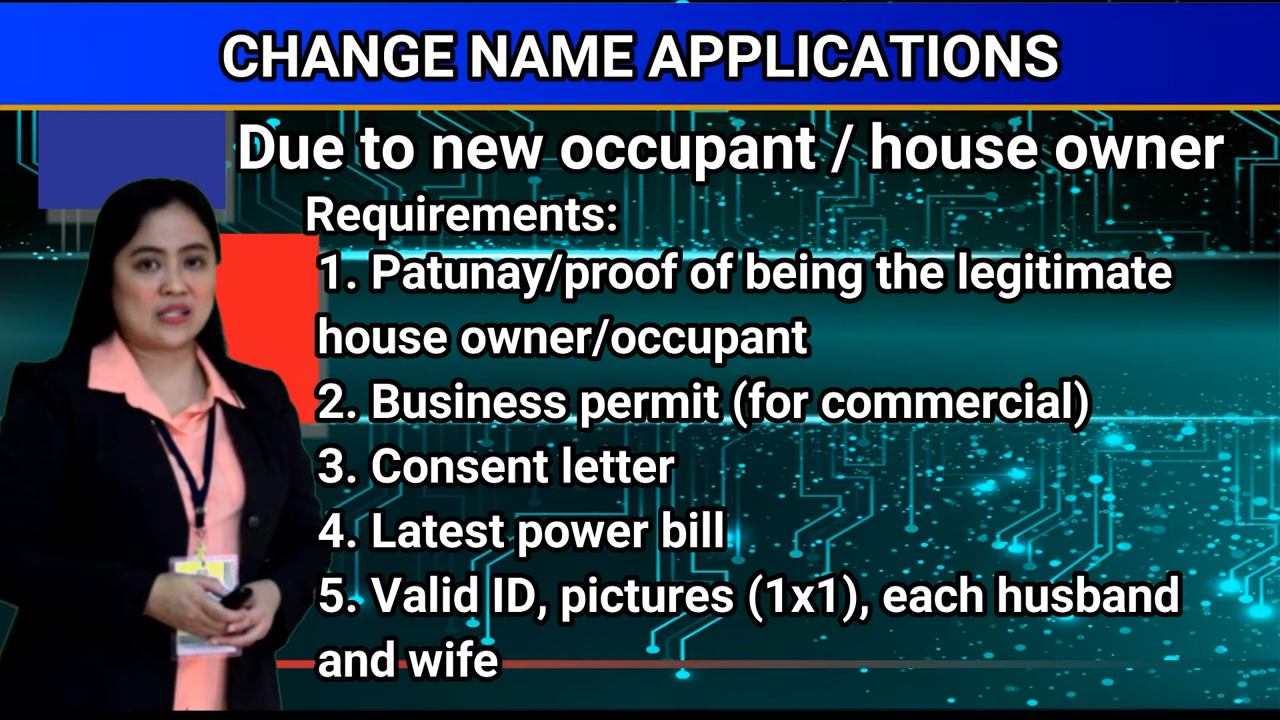 CHANGE NAME APPLICATIONS
Due to new occupant / house owner
Requirements:
1. Patunay/proof of being the legitimate
house owner/occupant
2. Business permit (for commercial)
3. Consent letter
4. Latest power bill
5. Valid ID, pictures (1x1), each husband
and wife